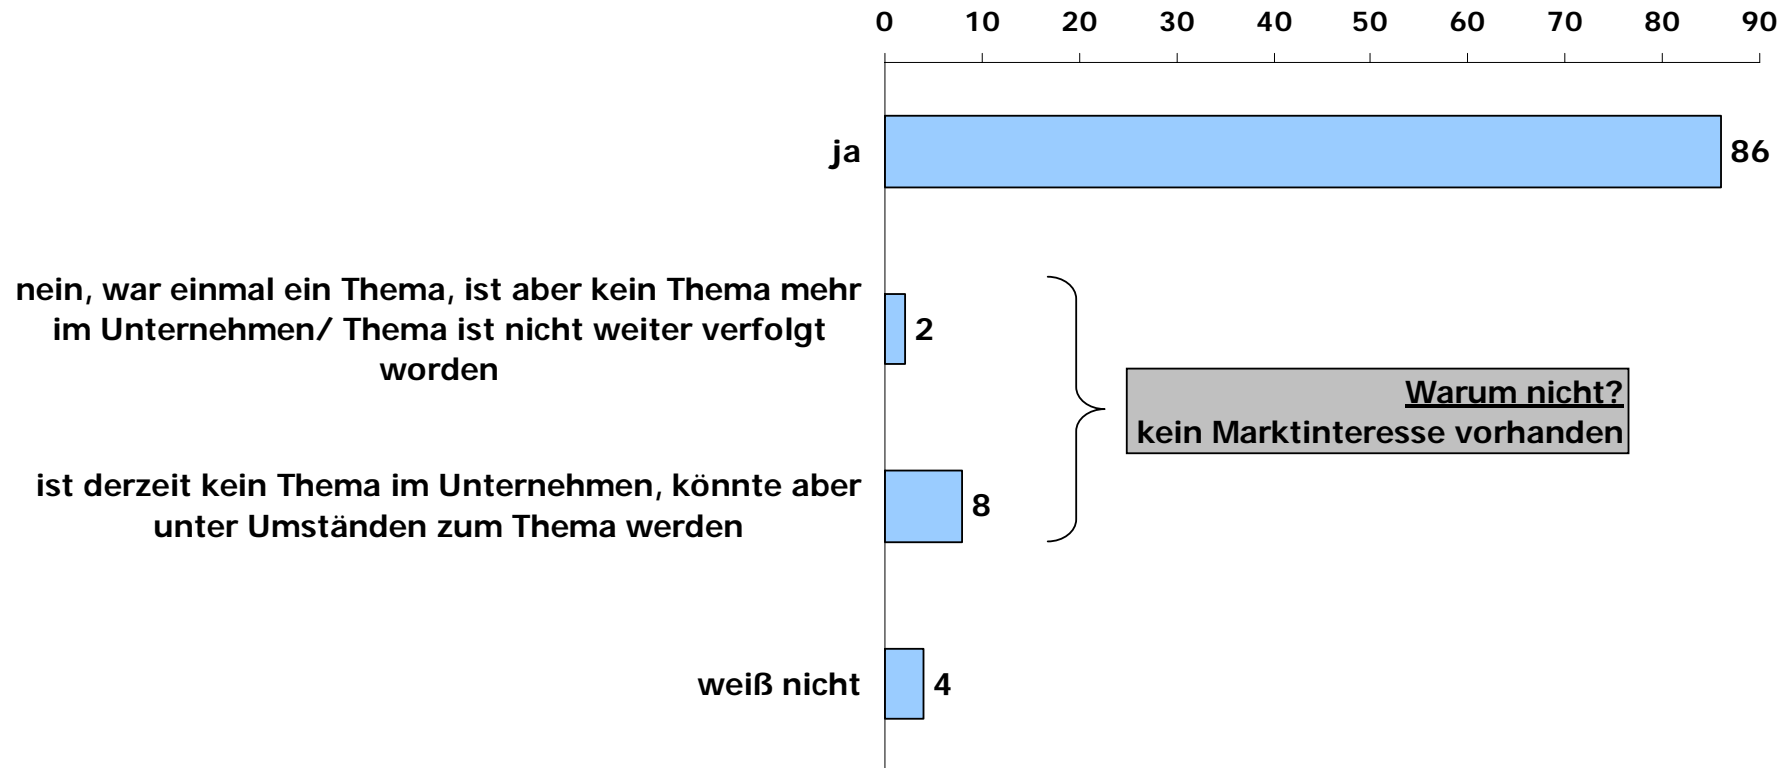 0 10 20 30 40 50 60 70 80 90
ja
86
nein, war einmal ein Thema, ist aber kein Thema mehr
im Unternehmen/ Thema ist nicht weiter verfolgt
worden
2
Warum nicht?
kein Marktinteresse vorhanden
ist derzeit kein Thema im Unternehmen, könnte aber
unter Umständen zum Thema werden
8
weiß nicht
4